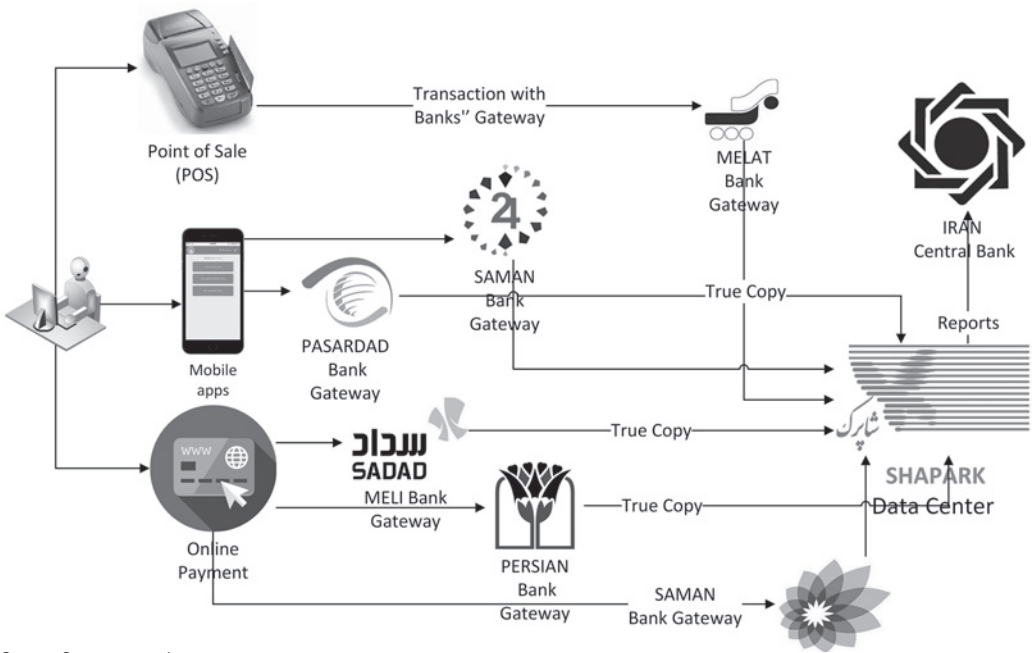 Transaction with
Banks'' Gateway
Point of Sale
(POS)
MELAT
Bank
Gateway
IRAN
Central Bank
24
SAMAN
Bank
Gateway
True Copy
Reports
PASARDAD
Bank
Gateway
Mobile
apps
شاپرک
SHAPARK
Data Center
WWW
سداد
SADAD
MELI Bank
Gateway
True Copy
True Copy
Online
Payment
PERSIAN
Bank
Gateway
SAMAN
Bank Gateway